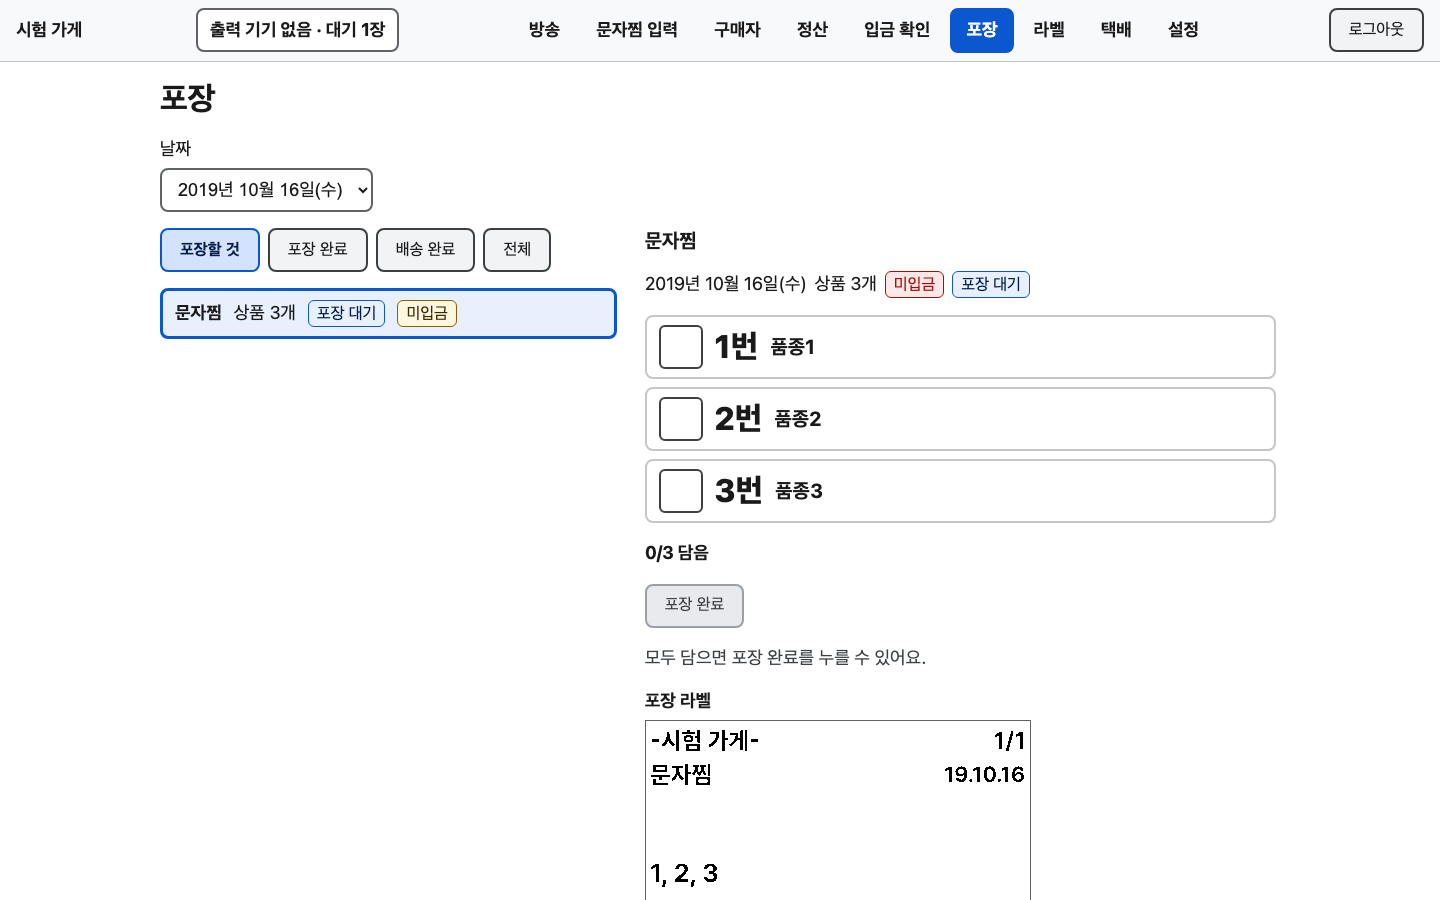 시험 가게
출력 기기 없음 · 대기 1장
방송
문자찜 입력
구매자
정산
입금 확인
포장
라벨
택배
설정
로그아웃
포장
날짜
2019년 10월 16일(수)
포장할 것
포장 완료
배송 완료
전체
문자찜 상품 3개 포장 대기 미입금
문자찜
2019년 10월 16일(수) 상품 3개 미입금 포장 대기
1번 품종1
2번 품종2
3번 품종3
0/3 담음
포장 완료
모두 담으면 포장 완료를 누를 수 있어요.
포장 라벨
-시험 가게- 1/1
문자찜 19.10.16
1, 2, 3